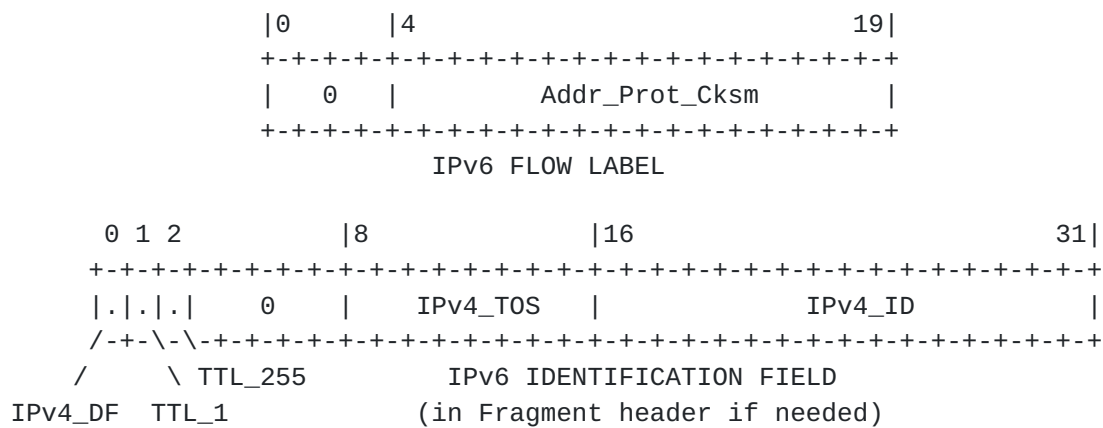 |0      |4                            19|
+-+-+-+-+-+-+-+-+-+-+-+-+-+-+-+-+-+-+-+-+
|   0   |         Addr_Prot_Cksm        |
+-+-+-+-+-+-+-+-+-+-+-+-+-+-+-+-+-+-+-+-+
IPv6 FLOW LABEL
0 1 2          |8              |16                           31|
+-+-+-+-+-+-+-+-+-+-+-+-+-+-+-+-+-+-+-+-+-+-+-+-+-+-+-+-+-+-+-+-+
|.|.|.|    0    |    IPv4_TOS   |             IPv4_ID           |
/-+-\-\-+-+-+-+-+-+-+-+-+-+-+-+-+-+-+-+-+-+-+-+-+-+-+-+-+-+-+-+-+
/     \ TTL_255         IPv6 IDENTIFICATION FIELD
IPv4_DF  TTL_1            (in Fragment header if needed)